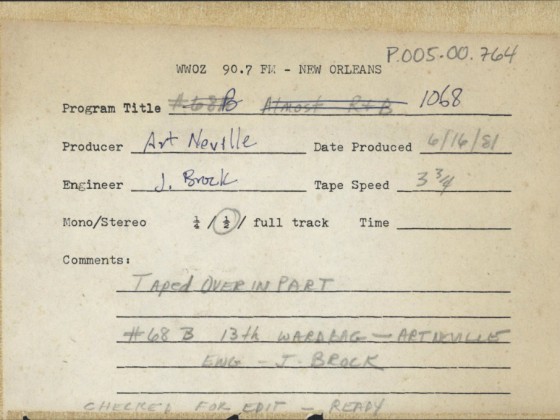 P.005.00.764
WWOZ 90.7 FM - NEW ORLEANS
Program Title A-68 B Almost R+B 1068
Producer Art Neville Date Produced 6/16/81
Engineer J. Brock Tape Speed 3 3/4
Mono/Stereo ¼ / ½ / full track Time
Comments:
TAPED OVER IN PART
#68 B 13th WARD RAG - ART NEVILLE
ENG - J. BROCK
CHECKED FOR EDIT - READY